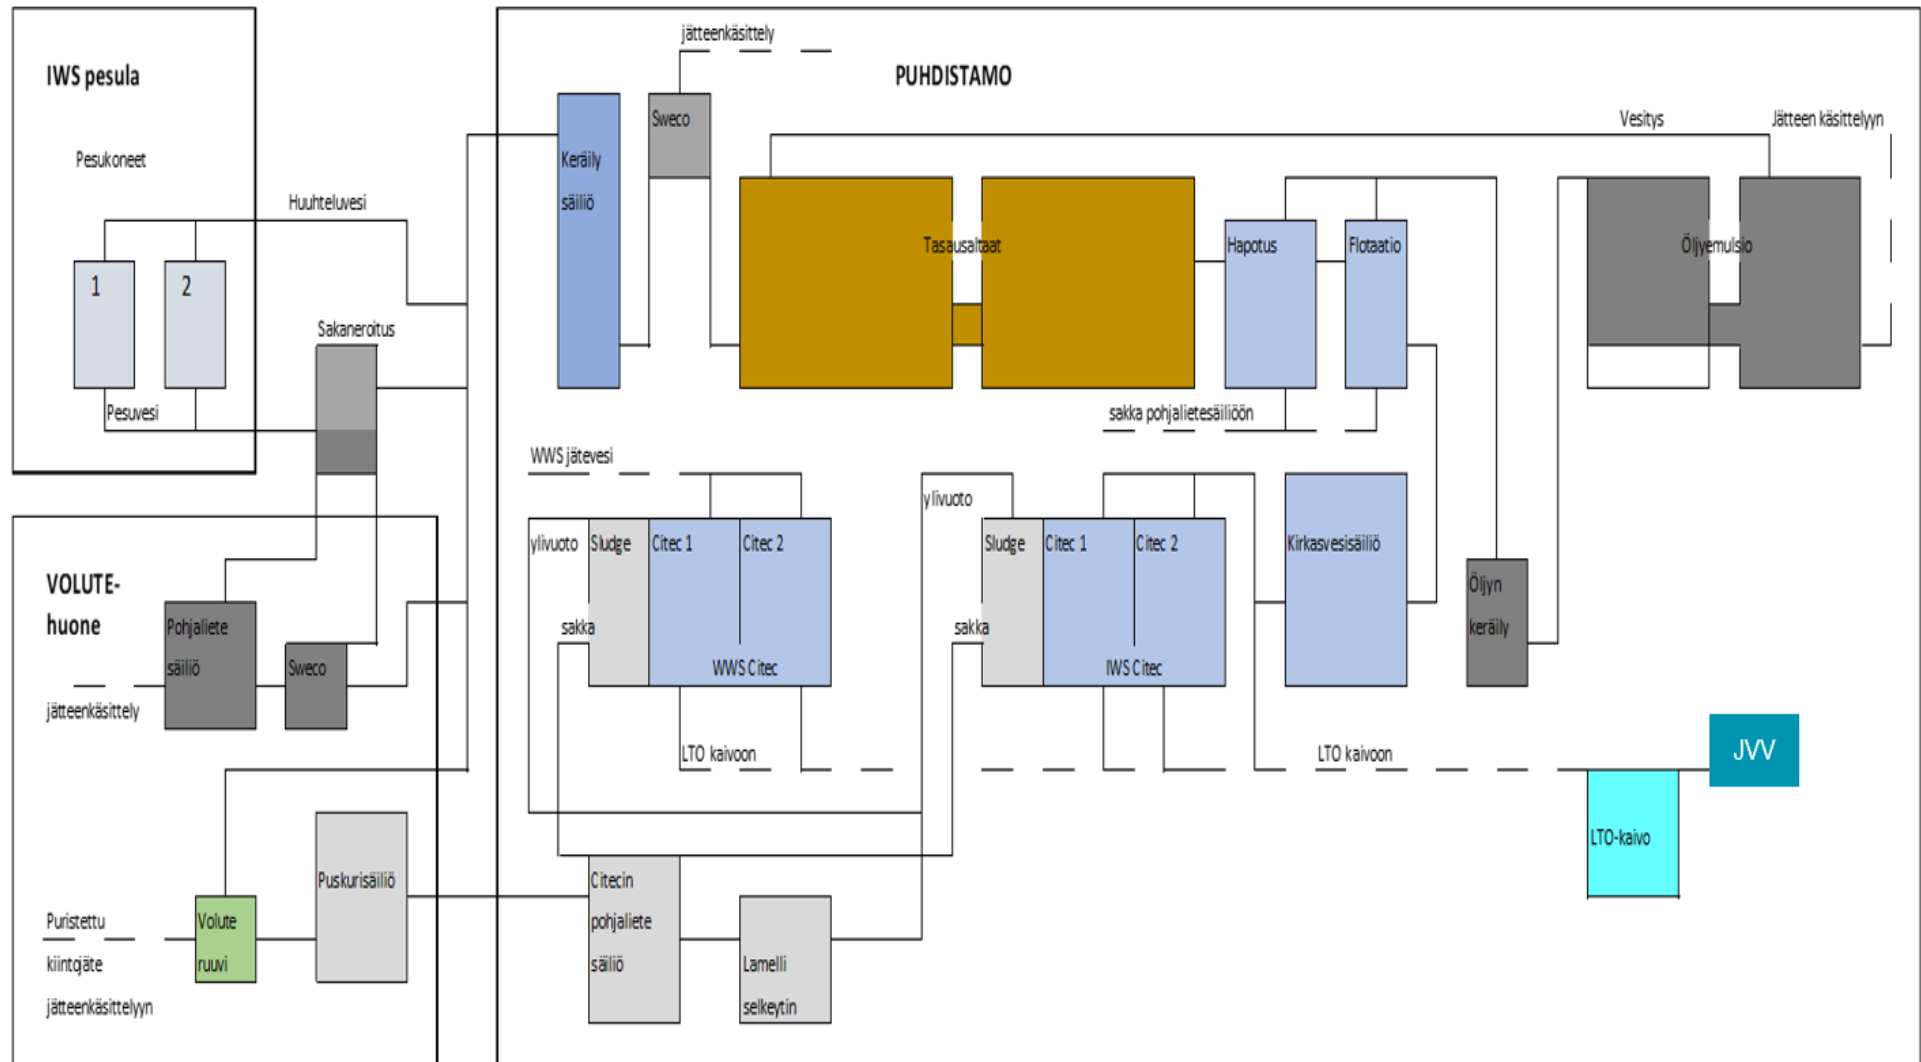 IWS pesula
Pesukoneet
1
2
Huuhteluvesi
Pesuvesi
Sakaneroitus
VOLUTE-
huone
Pohjaliete
säiliö
Sweco
jätteenkäsittely
Puskurisäiliö
Puristettu
kiintojäte
jätteenkäsittelyyn
Volute
ruuvi
PUHDISTAMO
jätteenkäsittely
Keräily
säiliö
Sweco
Tasausaltaat
Hapotus
Flotaatio
Vesitys
Jätteen käsittelyyn
Öljyemulsio
sakka pohjalietesäiliöön
WWS jätevesi
ylivuoto
Sludge
Citec 1
Citec 2
sakka
WWS Citec
LTO kaivoon
ylivuoto
Sludge
Citec 1
Citec 2
sakka
IWS Citec
Kirkasvesisäiliö
Öljyn
keräily
LTO kaivoon
JVV
LTO-kaivo
Citecin
pohjaliete
säiliö
Lamelli
selkeytin